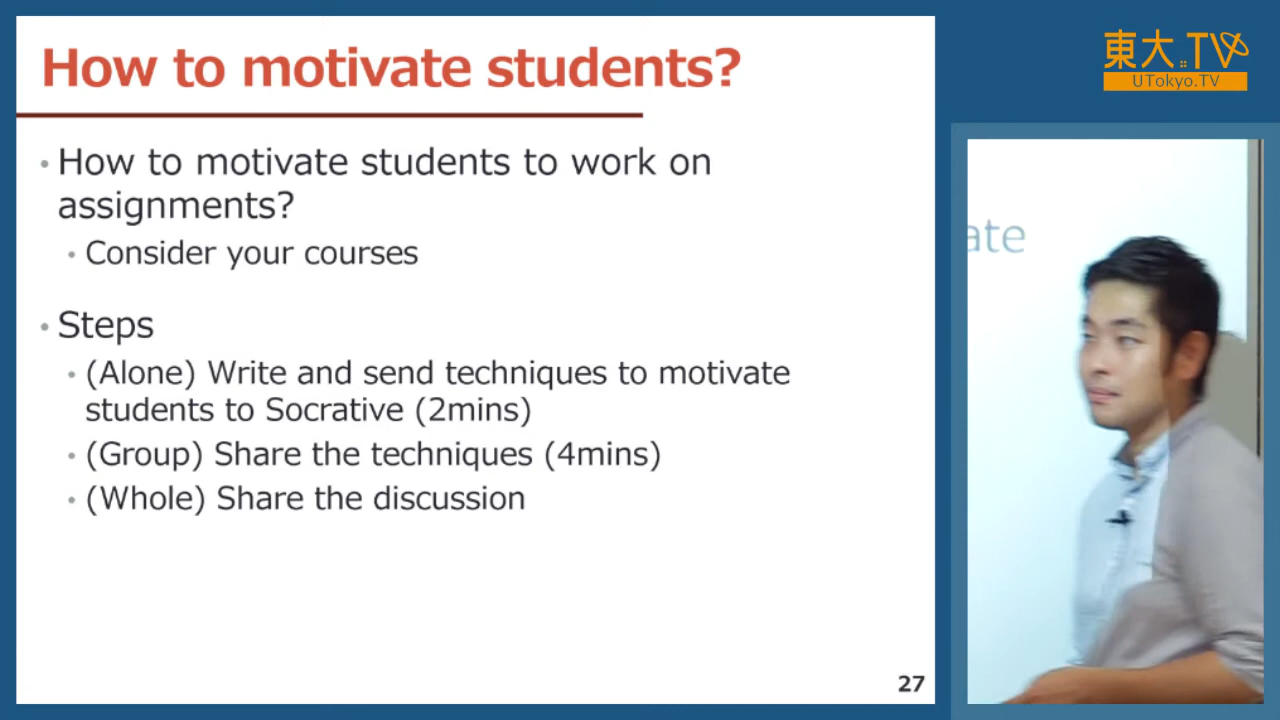 How to motivate students?
• How to motivate students to work on
assignments?
• Consider your courses
• Steps
• (Alone) Write and send techniques to motivate
students to Socrative (2mins)
• (Group) Share the techniques (4mins)
• (Whole) Share the discussion
27
東大.TV
UTokyo.TV
ate